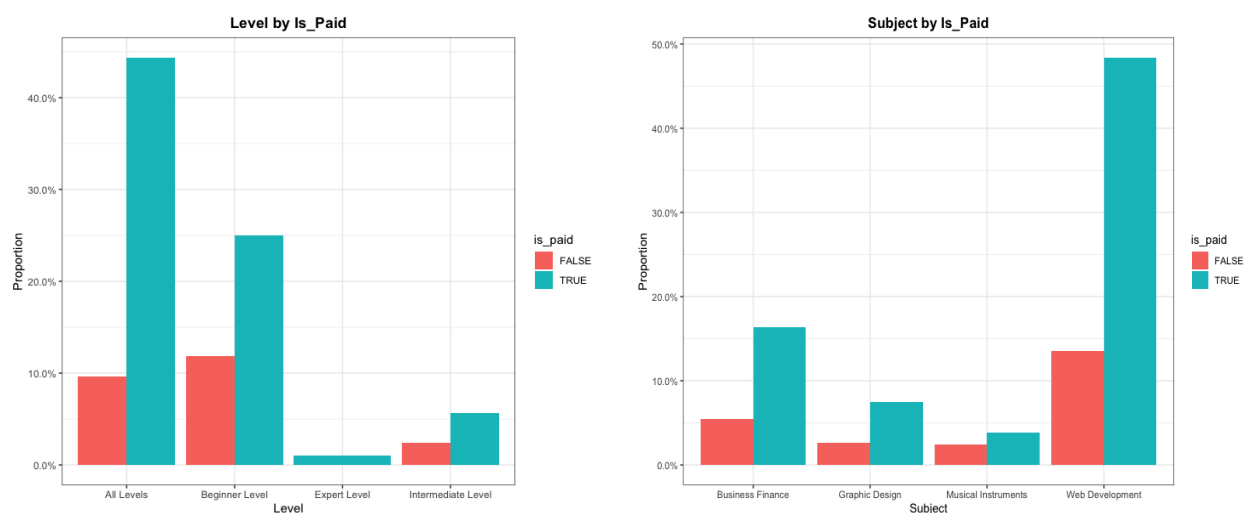 Level by Is_Paid
Proportion
40.0%
30.0%
20.0%
10.0%
0.0%
All Levels
Beginner Level
Expert Level
Intermediate Level
Level
is_paid
FALSE
TRUE
Subject by Is_Paid
Proportion
50.0%
40.0%
30.0%
20.0%
10.0%
0.0%
Business Finance
Graphic Design
Musical Instruments
Web Development
Subject
is_paid
FALSE
TRUE